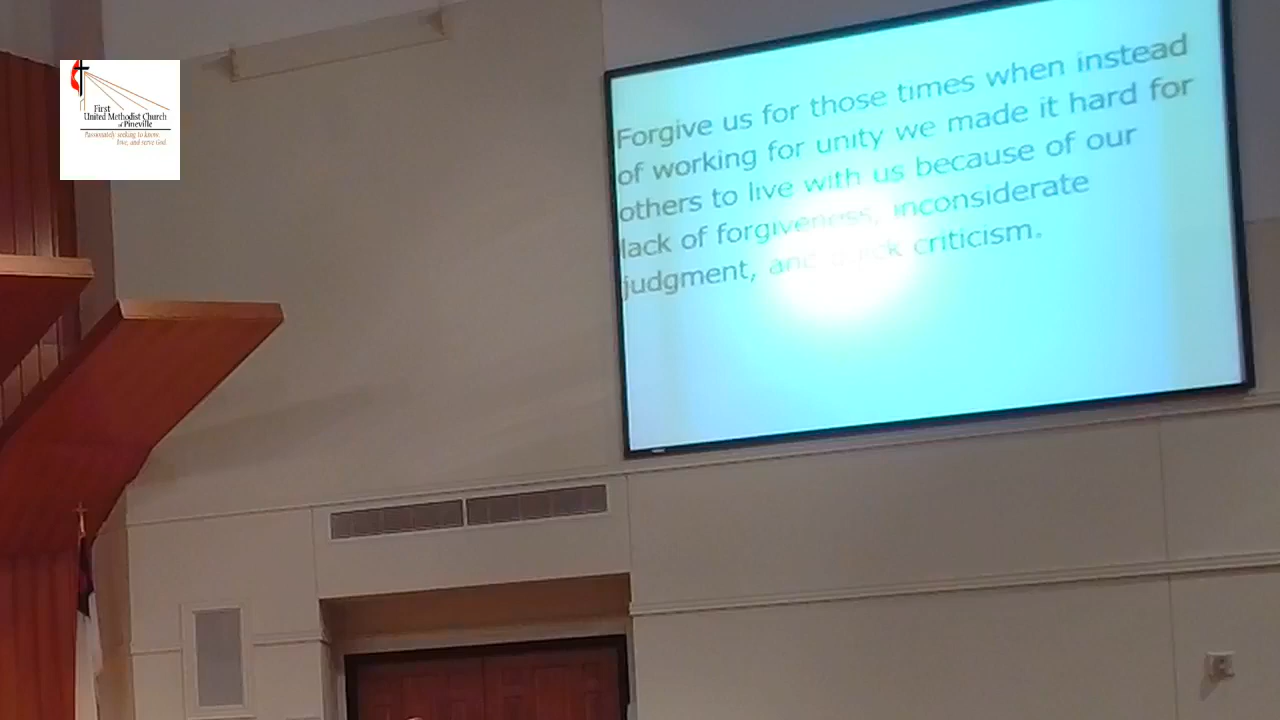 First
United Methodist Church
of Pineville
Passionately seeking to know,
love, and serve God.
Forgive us for those times when instead
of working for unity we made it hard for
others to live with us because of our
lack of forgiveness, inconsiderate
judgment, and quick criticism.